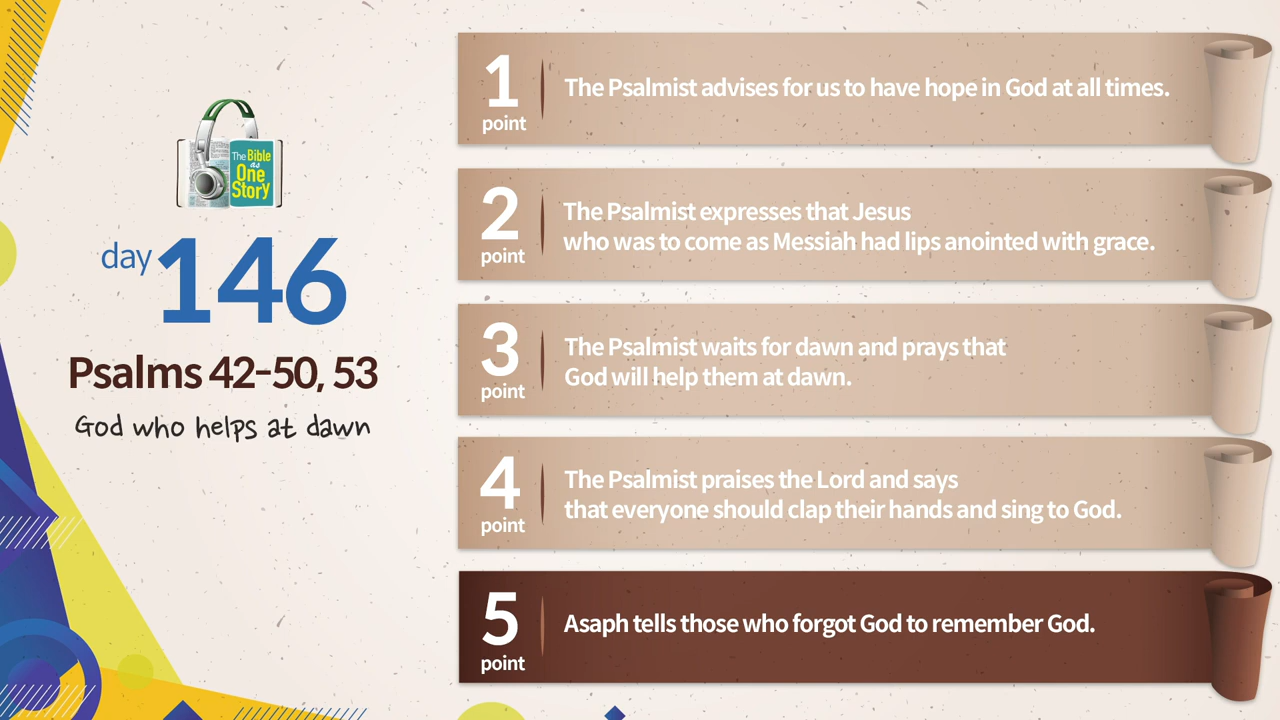 The Bible
as
One
Story
day 146
Psalms 42-50, 53
God who helps at dawn
1
point
The Psalmist advises for us to have hope in God at all times.
2
point
The Psalmist expresses that Jesus
who was to come as Messiah had lips anointed with grace.
3
point
The Psalmist waits for dawn and prays that
God will help them at dawn.
4
point
The Psalmist praises the Lord and says
that everyone should clap their hands and sing to God.
5
point
Asaph tells those who forgot God to remember God.